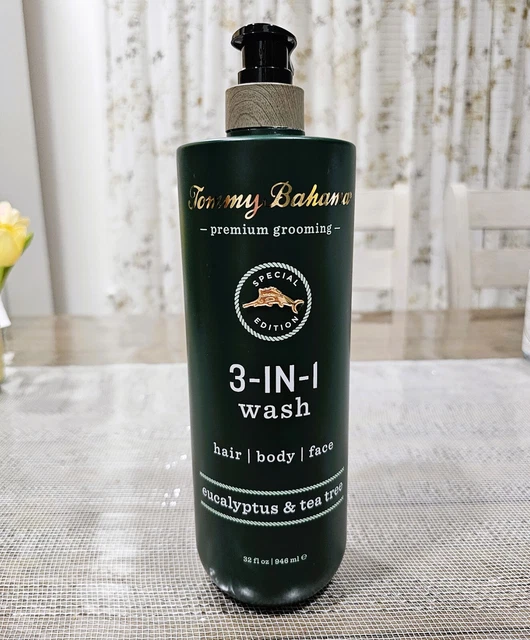 Tommy Bahama
– premium grooming –
SPECIAL
EDITION
3-IN-1
wash
hair | body | face
eucalyptus & tea tree
32 fl oz | 946 ml ℮